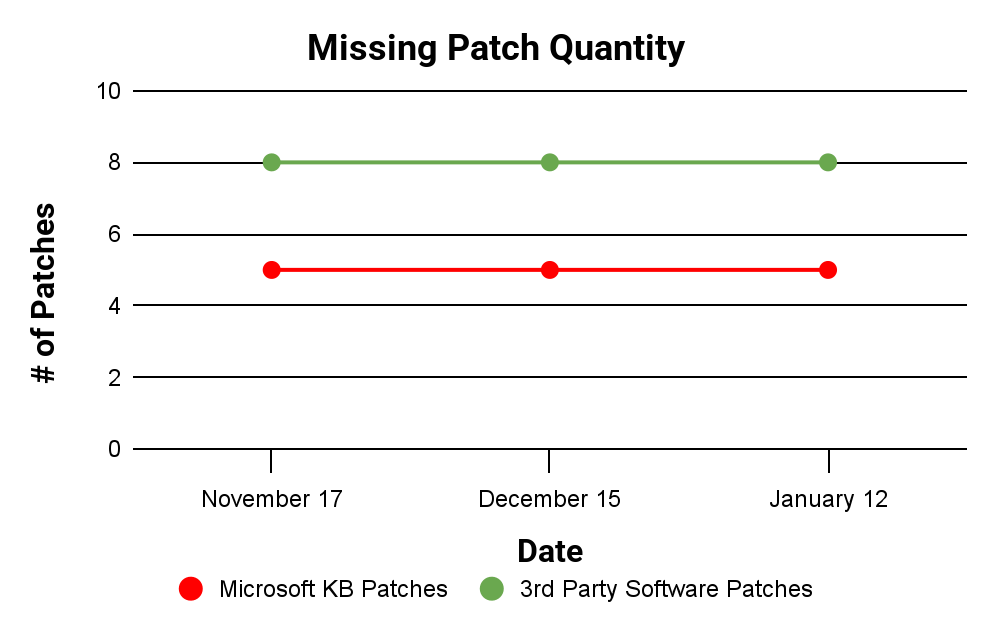 Missing Patch Quantity
10
8
6
4
2
0
# of Patches
November 17 December 15 January 12
Date
Microsoft KB Patches 3rd Party Software Patches